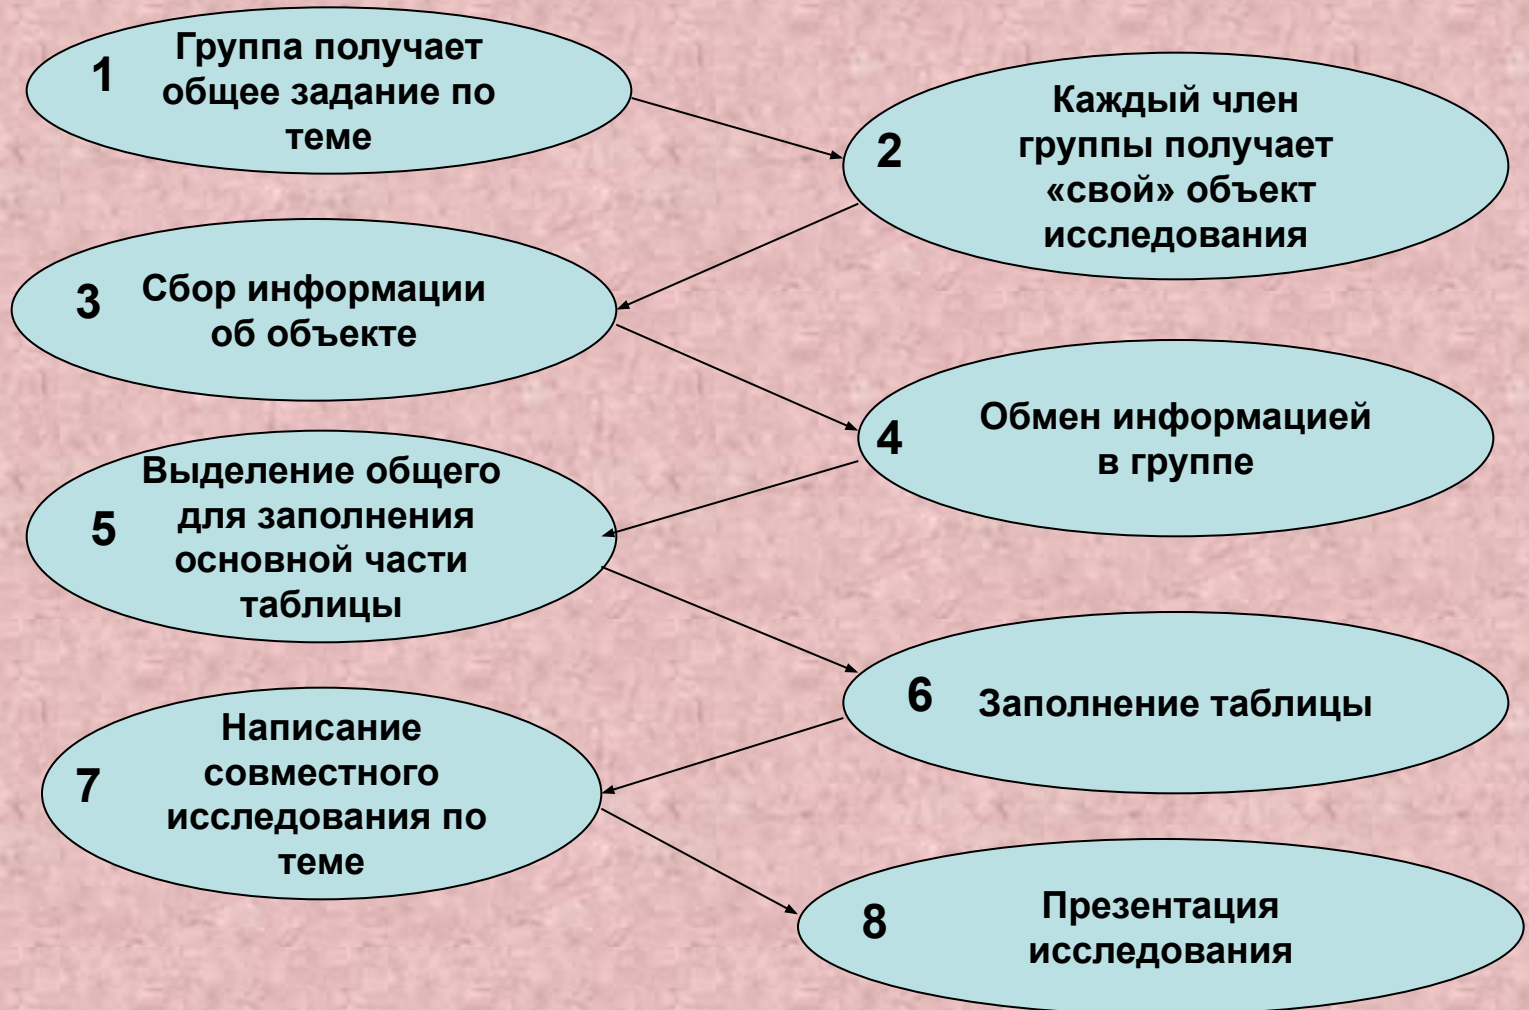 1
Группа получает
общее задание по
теме
2
Каждый член
группы получает
«свой» объект
исследования
3
Сбор информации
об объекте
4
Обмен информацией
в группе
5
Выделение общего
для заполнения
основной части
таблицы
6
Заполнение таблицы
7
Написание
совместного
исследования по
теме
8
Презентация
исследования